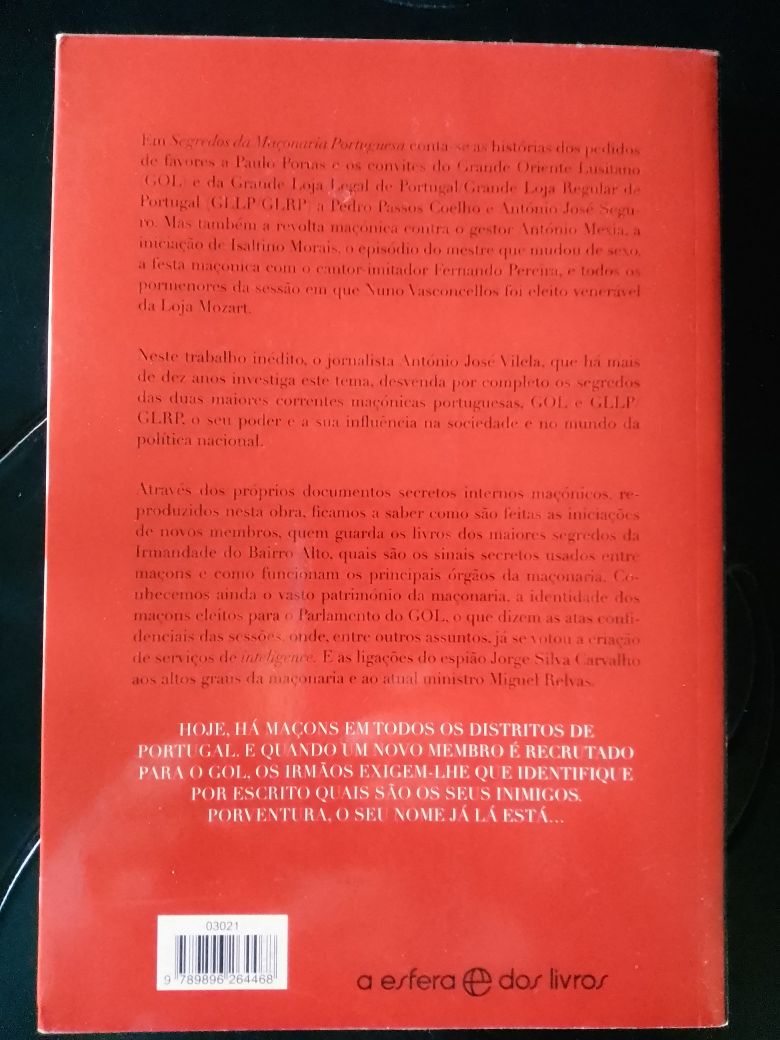 Em Segredos da Maçonaria Portuguesa conta-se as histórias dos pedidos
de favores a Paulo Portas e os convites do Grande Oriente Lusitano
(GOL) e da Grande Loja Legal de Portugal/Grande Loja Regular de
Portugal (GLLP/GLRP) a Pedro Passos Coelho e António José Segu-
ro. Mas também a revolta maçónica contra o gestor António Mexia, a
iniciação de Isaltino Morais, o episódio do mestre que mudou de sexo,
a festa maçónica com o cantor-imitador Fernando Pereira, e todos os
pormenores da sessão em que Nuno Vasconcellos foi eleito venerável
da Loja Mozart.
Neste trabalho inédito, o jornalista António José Vilela, que há mais
de dez anos investiga este tema, desvenda por completo os segredos
das duas maiores correntes maçónicas portuguesas, GOL e GLLP/
GLRP, o seu poder e a sua influência na sociedade e no mundo da
política nacional.
Através dos próprios documentos secretos internos maçónicos, re-
produzidos nesta obra, ficamos a saber como são feitas as iniciações
de novos membros, quem guarda os livros dos maiores segredos da
Irmandade do Bairro Alto, quais são os sinais secretos usados entre
maçons e como funcionam os principais órgãos da maçonaria. Co-
nhecemos ainda o vasto património da maçonaria, a identidade dos
maçons eleitos para o Parlamento do GOL, o que dizem as atas confi-
denciais das sessões, onde, entre outros assuntos, já se votou a criação
de serviços de inteligence. E as ligações do espião Jorge Silva Carvalho
aos altos graus da maçonaria e ao atual ministro Miguel Relvas.
HOJE, HÁ MAÇONS EM TODOS OS DISTRITOS DE
PORTUGAL. E QUANDO UM NOVO MEMBRO É RECRUTADO
PARA O GOL, OS IRMÃOS EXIGEM-LHE QUE IDENTIFIQUE
POR ESCRITO QUAIS SÃO OS SEUS INIMIGOS.
PORVENTURA, O SEU NOME JÁ LÁ ESTÁ...
03021
9 789896 264468
a esfera dos livros